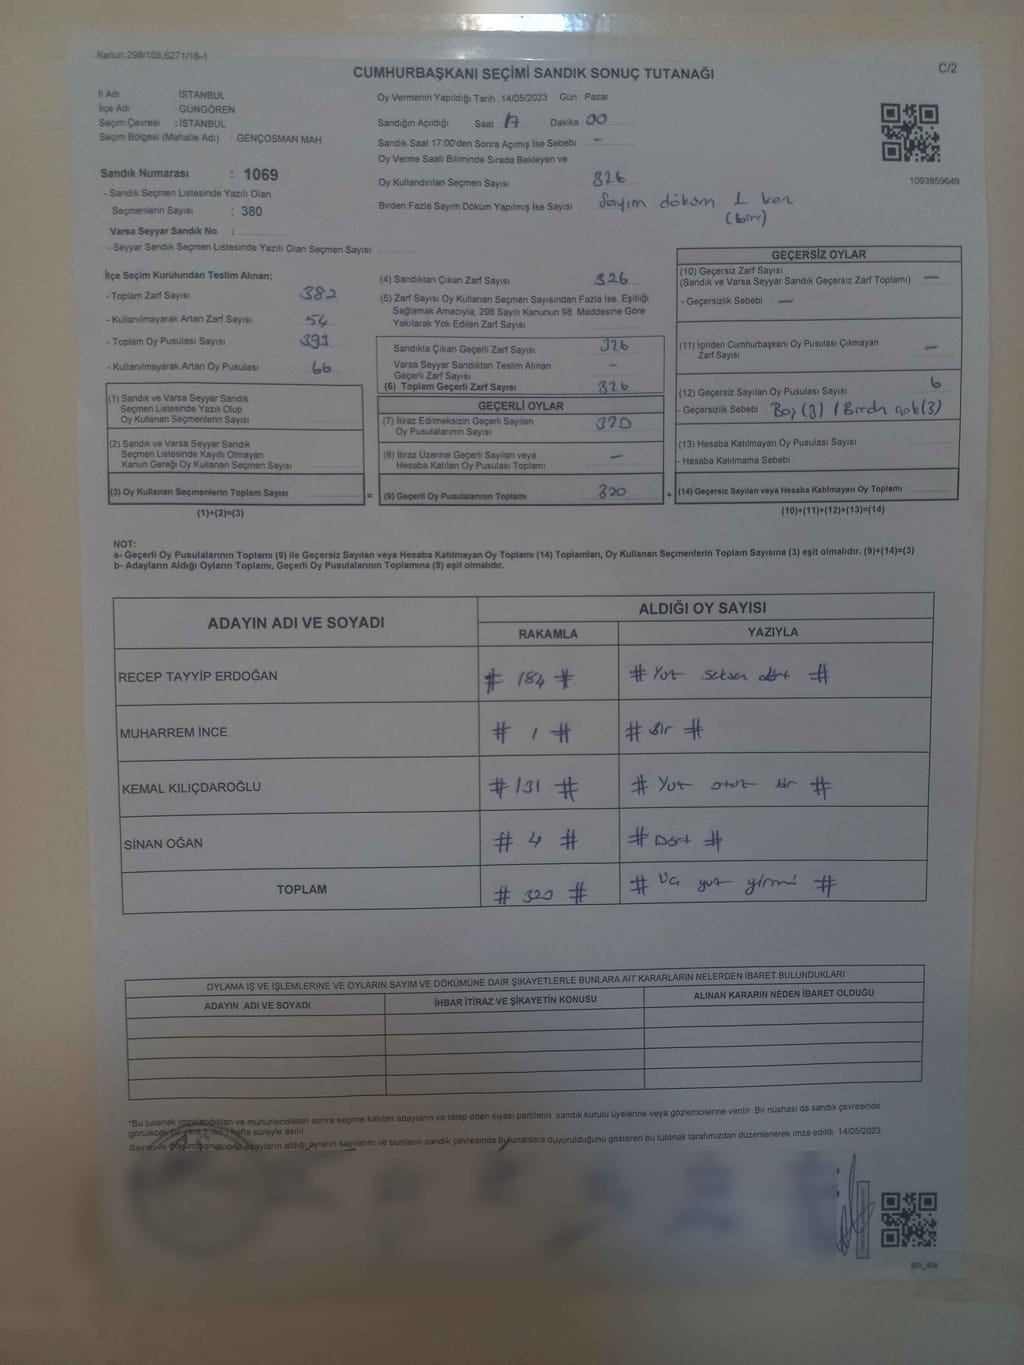 Kanun 298/105,6271/18-1
C/2
CUMHURBAŞKANI SEÇİMİ SANDIK SONUÇ TUTANAĞI
İl Adı : İSTANBUL
İlçe Adı : GÜNGÖREN
Seçim Çevresi : İSTANBUL
Seçim Bölgesi (Mahalle Adı) : GENÇOSMAN MAH
Sandık Numarası : 1069
- Sandık Seçmen Listesinde Yazılı Olan
Seçmenlerin Sayısı : 380
Varsa Seyyar Sandık No :
- Seyyar Sandık Seçmen Listesinde Yazılı Olan Seçmen Sayısı:
Oy Vermenin Yapıldığı Tarih : 14/05/2023 Gün : Pazar
Sandığın Açıldığı Saat : 17 Dakika : 00
Sandık Saat 17:00'den Sonra Açımış İse Sebebi : —
Oy Verme Saati Bitiminde Sırada Bekleyen ve
Oy Kullandırılan Seçmen Sayısı : 326
Birden Fazla Sayım Döküm Yapılmış İse Sayısı : Sayım döküm 1 kez
(bir)
1093859649
İlçe Seçim Kurulundan Teslim Alınan;
- Toplam Zarf Sayısı : 382
- Kullanılmayarak Artan Zarf Sayısı : 54
- Toplam Oy Pusulası Sayısı : 393
- Kullanılmayarak Artan Oy Pusulası : 66
(1) Sandık ve Varsa Seyyar Sandık
Seçmen Listesinde Yazılı Olup
Oy Kullanan Seçmenlerin Sayısı :
(2) Sandık ve Varsa Seyyar Sandık
Seçmen Listesinde Kayıtlı Olmayan
Kanun Gereği Oy Kullanan Seçmen Sayısı :
(3) Oy Kullanan Seçmenlerin Toplam Sayısı :
(1)+(2)=(3)
=
(4) Sandıktan Çıkan Zarf Sayısı : 326
(5) Zarf Sayısı Oy Kullanan Seçmen Sayısından Fazla İse, Eşitliği
Sağlamak Amacıyla; 298 Sayılı Kanunun 98. Maddesine Göre
Yakılarak Yok Edilen Zarf Sayısı :
Sandıkta Çıkan Geçerli Zarf Sayısı : 326
Varsa Seyyar Sandıktan Teslim Alınan
Geçerli Zarf Sayısı : —
(6) Toplam Geçerli Zarf Sayısı : 326
GEÇERLİ OYLAR
(7) İtiraz Edilmeksizin Geçerli Sayılan
Oy Pusulalarının Sayısı : 320
(8) İtiraz Üzerine Geçerli Sayılan veya
Hesaba Katılan Oy Pusulası Toplamı : —
(9) Geçerli Oy Pusulalarının Toplamı : 320
+
GEÇERSİZ OYLAR
(10) Geçersiz Zarf Sayısı
(Sandık ve Varsa Seyyar Sandık Geçersiz Zarf Toplamı) : —
- Geçersizlik Sebebi : —
(11) İçinden Cumhurbaşkanı Oy Pusulası Çıkmayan
Zarf Sayısı : —
(12) Geçersiz Sayılan Oy Pusulası Sayısı : 6
- Geçersizlik Sebebi : Boş (3) / Birden çok (3)
(13) Hesaba Katılmayan Oy Pusulası Sayısı :
- Hesaba Katılmama Sebebi :
(14) Geçersiz Sayılan veya Hesaba Katılmayan Oy Toplamı :
(10)+(11)+(12)+(13)=(14)
NOT:
a- Geçerli Oy Pusulalarının Toplamı (9) ile Geçersiz Sayılan veya Hesaba Katılmayan Oy Toplamı (14) Toplamları, Oy Kullanan Seçmenlerin Toplam Sayısına (3) eşit olmalıdır. (9)+(14)=(3)
b- Adayların Aldığı Oyların Toplamı, Geçerli Oy Pusulalarının Toplamına (9) eşit olmalıdır.
ADAYIN ADI VE SOYADI
ALDIĞI OY SAYISI
RAKAMLA YAZIYLA
RECEP TAYYİP ERDOĞAN # 184 # # Yüz seksen dört #
MUHARREM İNCE # 1 # # Bir #
KEMAL KILIÇDAROĞLU # 131 # # Yüz otuz bir #
SİNAN OĞAN # 4 # # Dört #
TOPLAM # 320 # # Üç yüz yirmi #
OYLAMA İŞ VE İŞLEMLERİNE VE OYLARIN SAYIM VE DÖKÜMÜNE DAİR ŞİKAYETLERLE BUNLARA AİT KARARLARIN NELERDEN İBARET BULUNDUKLARI
ADAYIN ADI VE SOYADI İHBAR İTİRAZ VE ŞİKAYETİN KONUSU ALINAN KARARIN NEDEN İBARET OLDUĞU
*Bu tutanak imzalandıktan ve mühürlendikten sonra seçime katılan adayların ve talep eden siyasi partilerin sandık kurulu üyelerine veya gözlemcilerine verilir. Bir nüshası da sandık çevresinde
görülecek bir yere 1 (bir) hafta süreyle asılır.
Sayım ve döküm sonucunda adayların aldığı oyların sayılarını ve bunların sandık çevresinde bulunanlara duyurulduğunu gösteren bu tutanak tarafımızdan düzenlenerek imza edildi. 14/05/2023